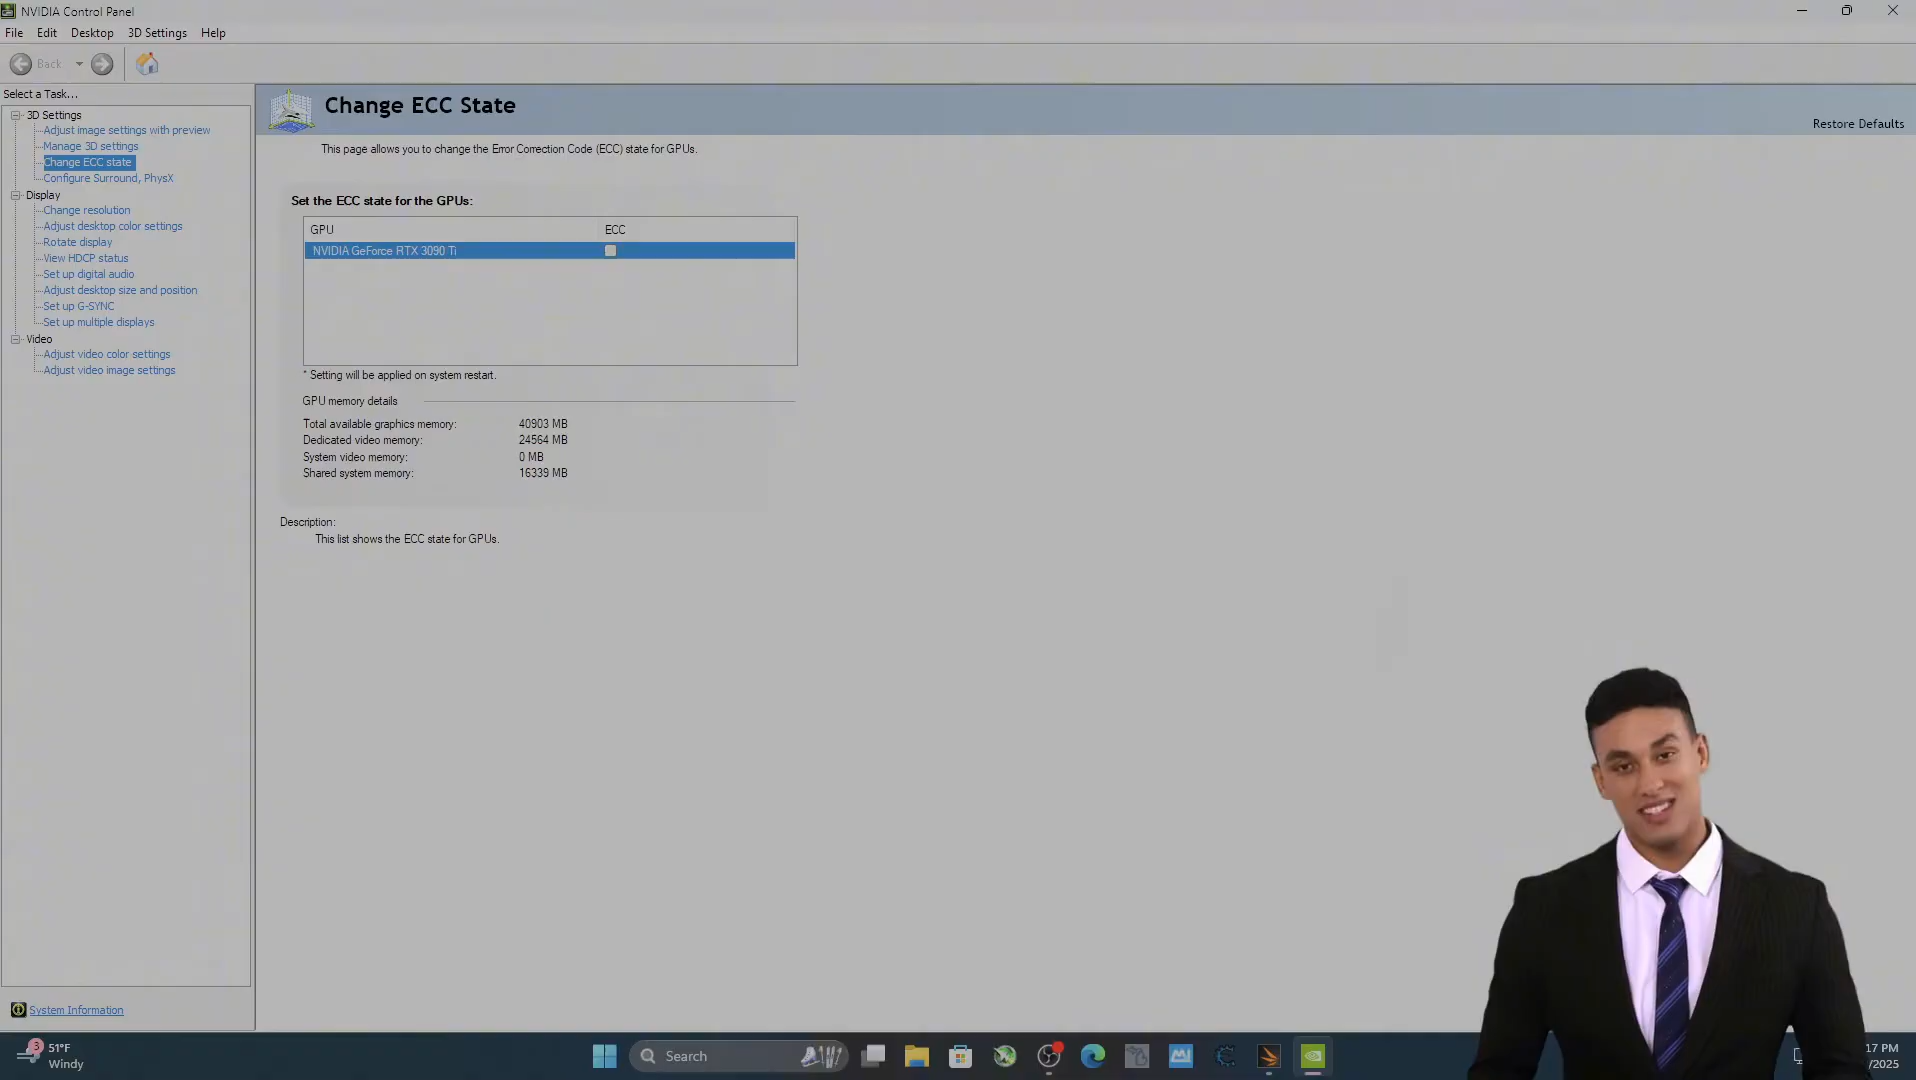 NVIDIA Control Panel
File Edit Desktop 3D Settings Help
Back
Select a Task...
3D Settings
Adjust image settings with preview
Manage 3D settings
Change ECC state
Configure Surround, PhysX
Display
Change resolution
Adjust desktop color settings
Rotate display
View HDCP status
Set up digital audio
Adjust desktop size and position
Set up G-SYNC
Set up multiple displays
Video
Adjust video color settings
Adjust video image settings
System Information
Change ECC State
Restore Defaults
This page allows you to change the Error Correction Code (ECC) state for GPUs.
Set the ECC state for the GPUs:
GPU ECC
NVIDIA GeForce RTX 3090 Ti
* Setting will be applied on system restart.
GPU memory details
Total available graphics memory: 40903 MB
Dedicated video memory: 24564 MB
System video memory: 0 MB
Shared system memory: 16339 MB
Description:
This list shows the ECC state for GPUs.
3
51°F
Windy
Search
17 PM
/2025